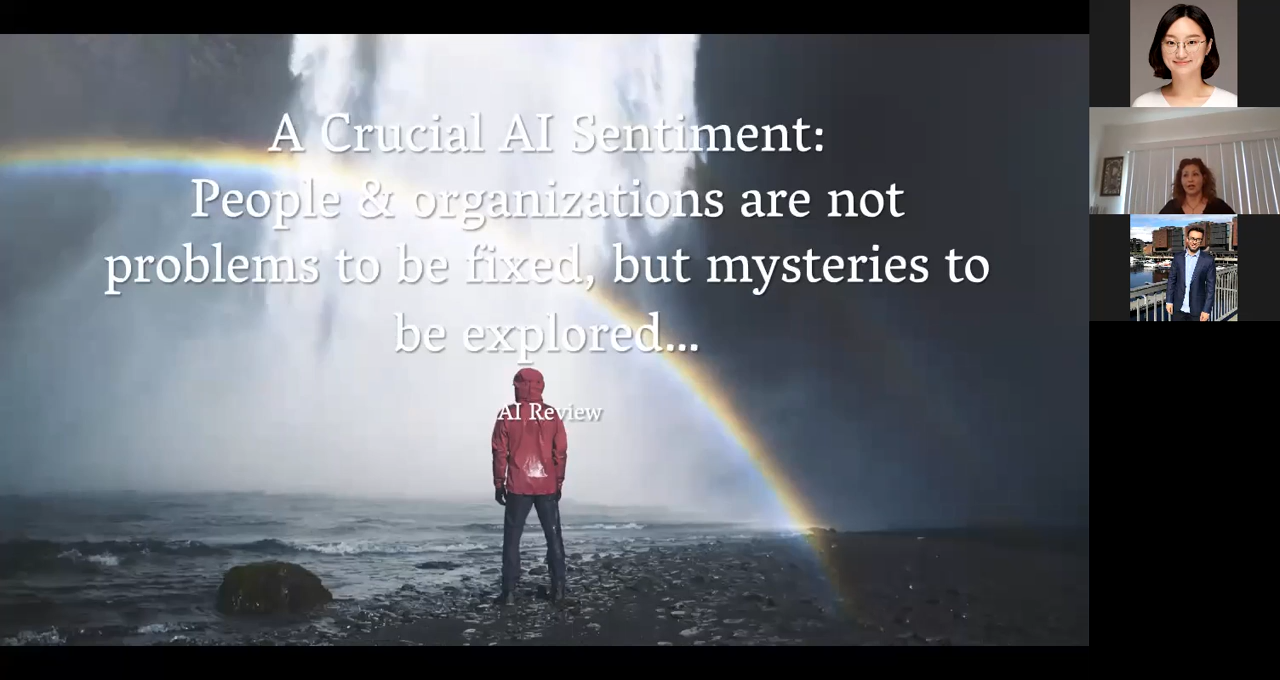 A Crucial AI Sentiment:
People & organizations are not
problems to be fixed, but mysteries to
be explored...
AI Review